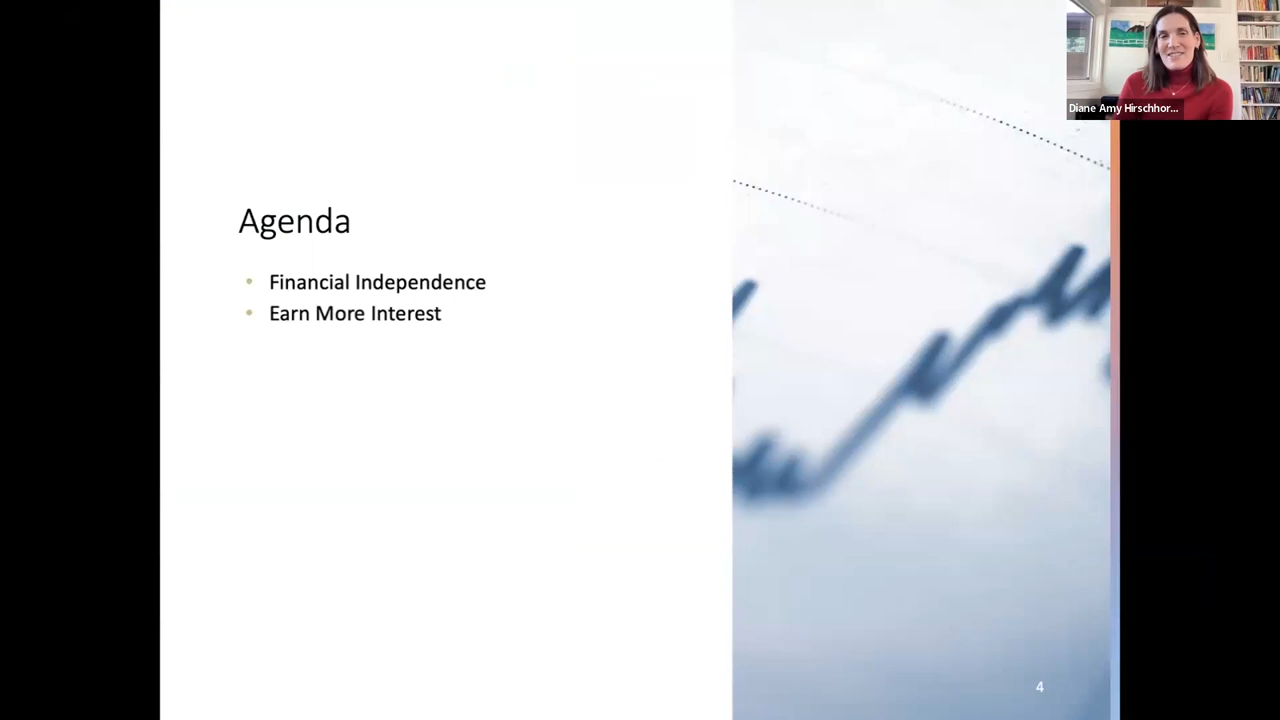 Diane Amy Hirschhor...
Agenda
• Financial Independence
• Earn More Interest
4